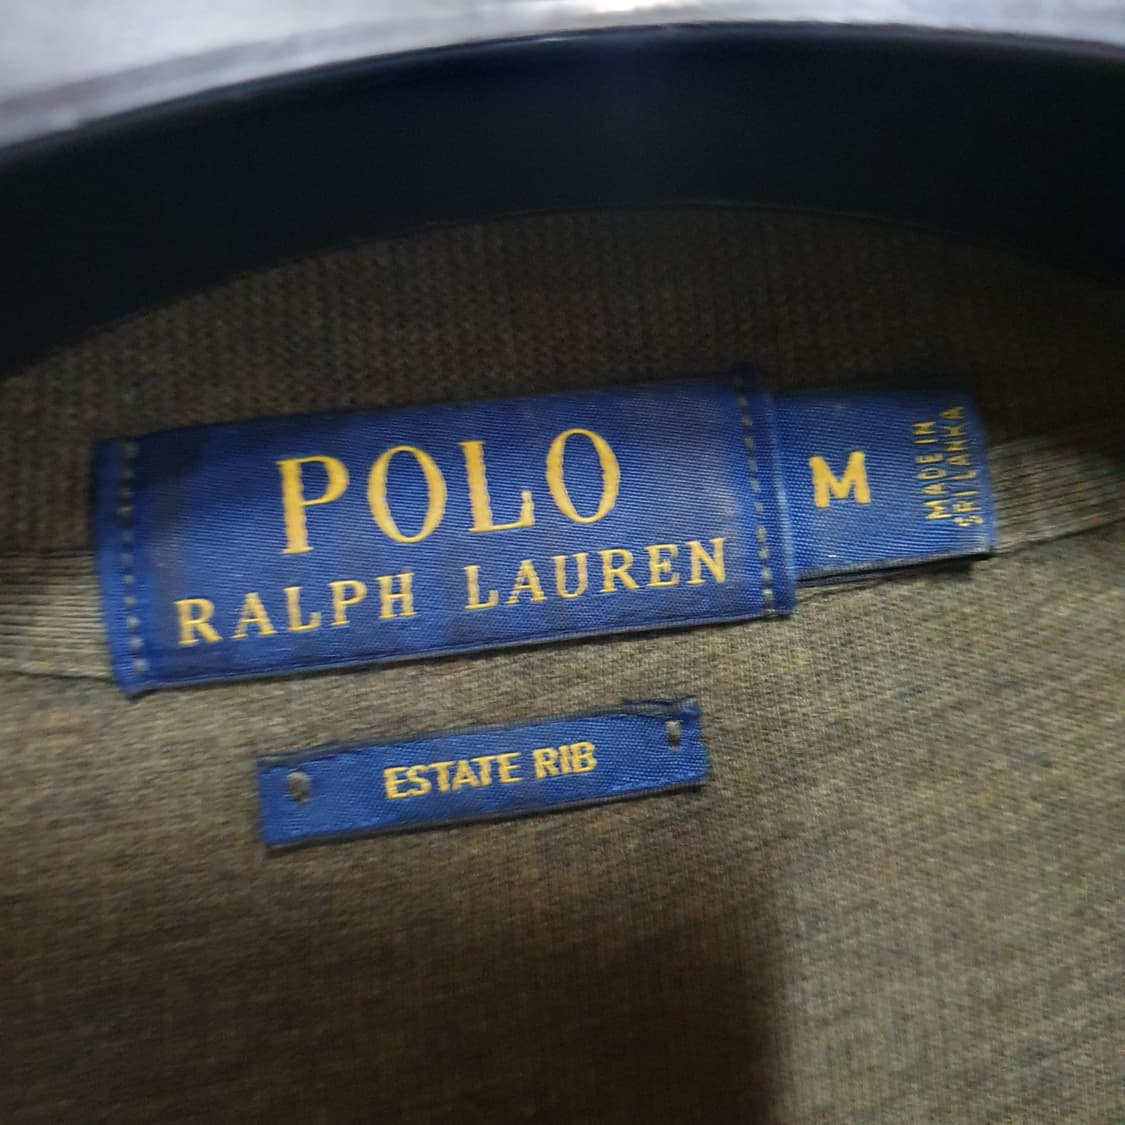 POLO
RALPH LAUREN
M
MADE IN
SRI LANKA
ESTATE RIB